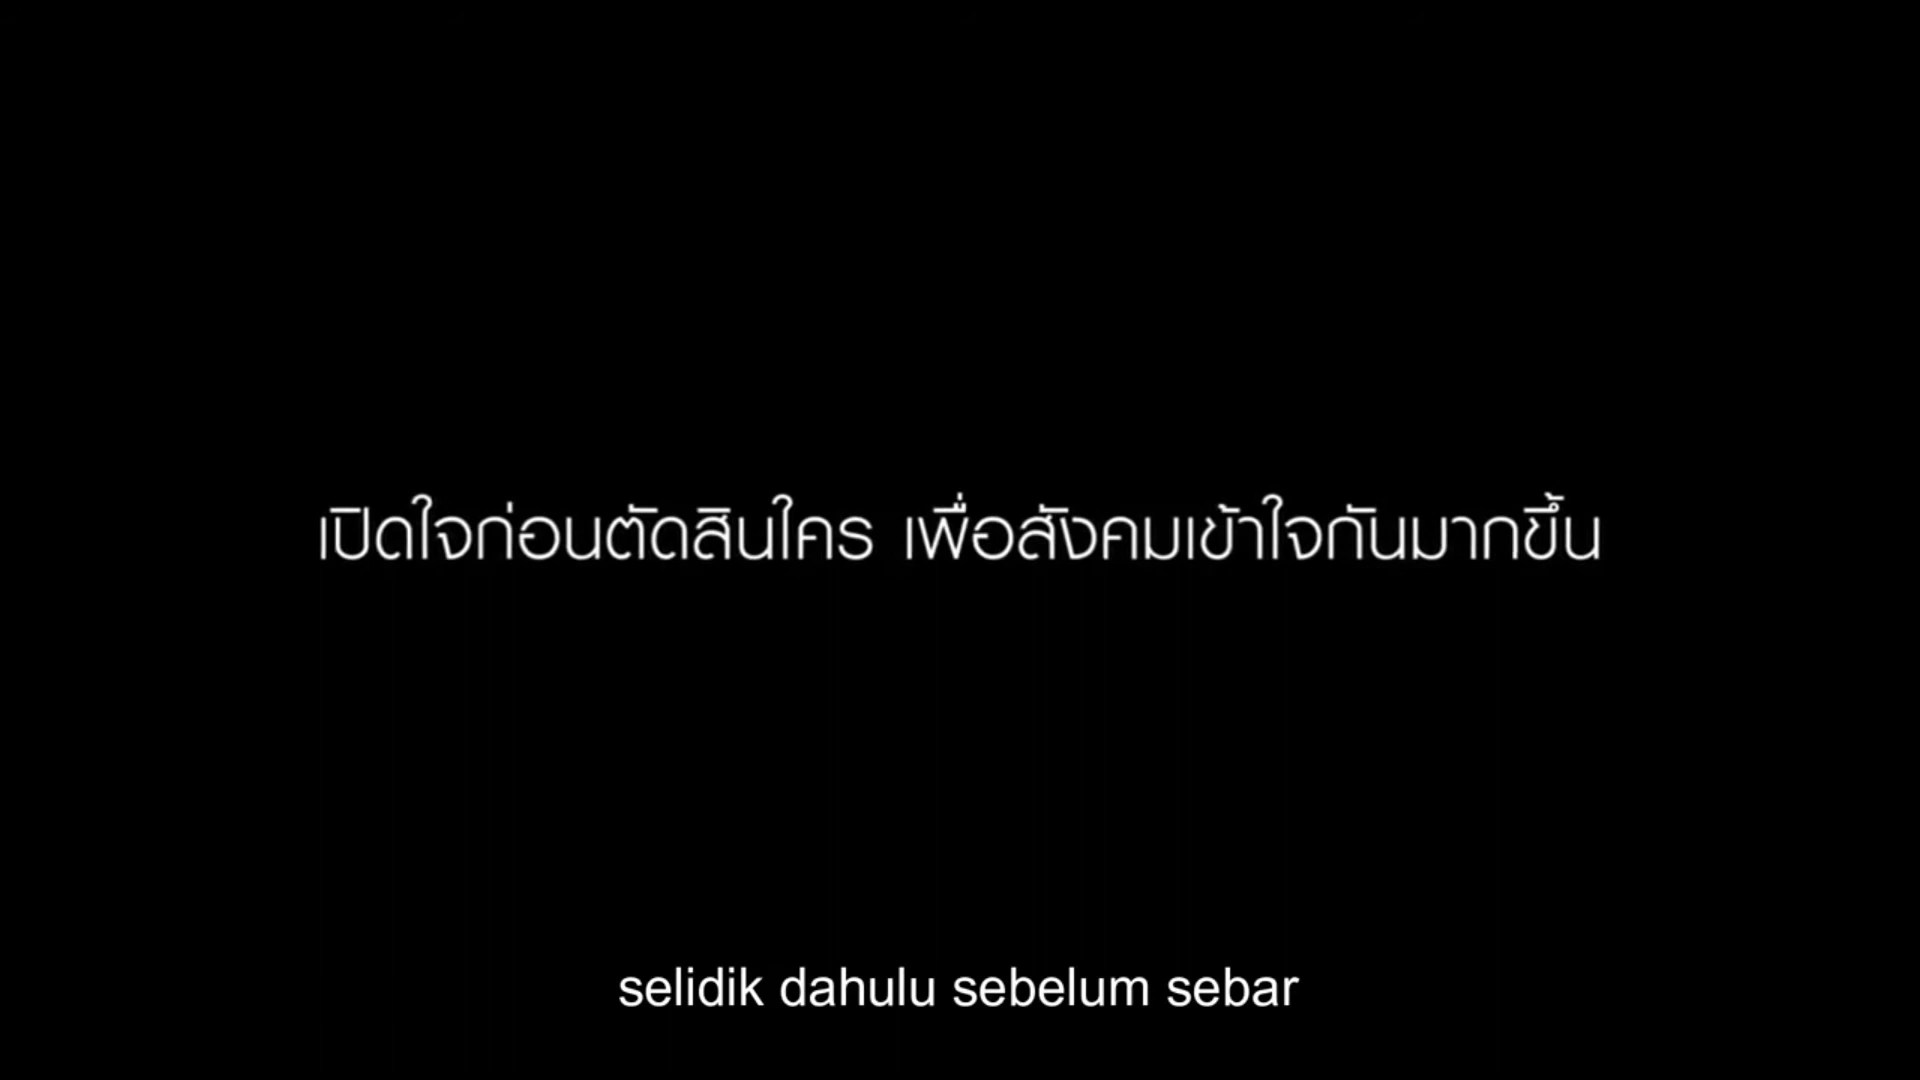 เปิดใจก่อนตัดสินใคร เพื่อสังคมเข้าใจกันมากขึ้น
selidik dahulu sebelum sebar